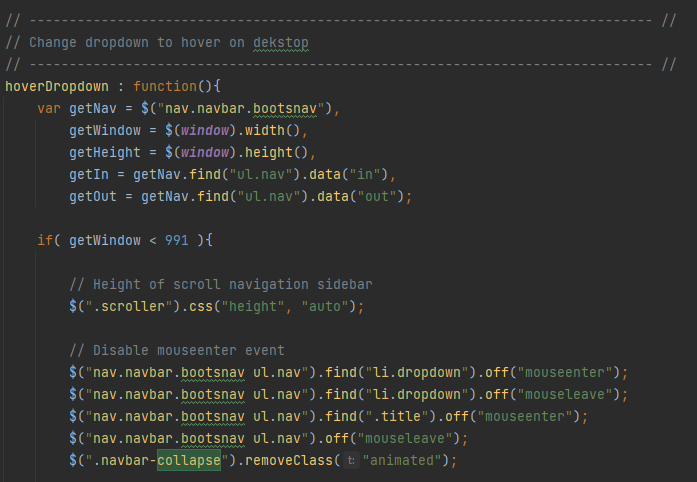 // ------------------------------------------------------------------------------ //
// Change dropdown to hover on dekstop
// ------------------------------------------------------------------------------ //
hoverDropdown : function(){
var getNav = $("nav.navbar.bootsnav"),
getWindow = $(window).width(),
getHeight = $(window).height(),
getIn = getNav.find("ul.nav").data("in"),
getOut = getNav.find("ul.nav").data("out");
if( getWindow < 991 ){
// Height of scroll navigation sidebar
$(".scroller").css("height", "auto");
// Disable mouseenter event
$("nav.navbar.bootsnav ul.nav").find("li.dropdown").off("mouseenter");
$("nav.navbar.bootsnav ul.nav").find("li.dropdown").off("mouseleave");
$("nav.navbar.bootsnav ul.nav").find(".title").off("mouseenter");
$("nav.navbar.bootsnav ul.nav").off("mouseleave");
$(".navbar-collapse").removeClass( t: "animated");